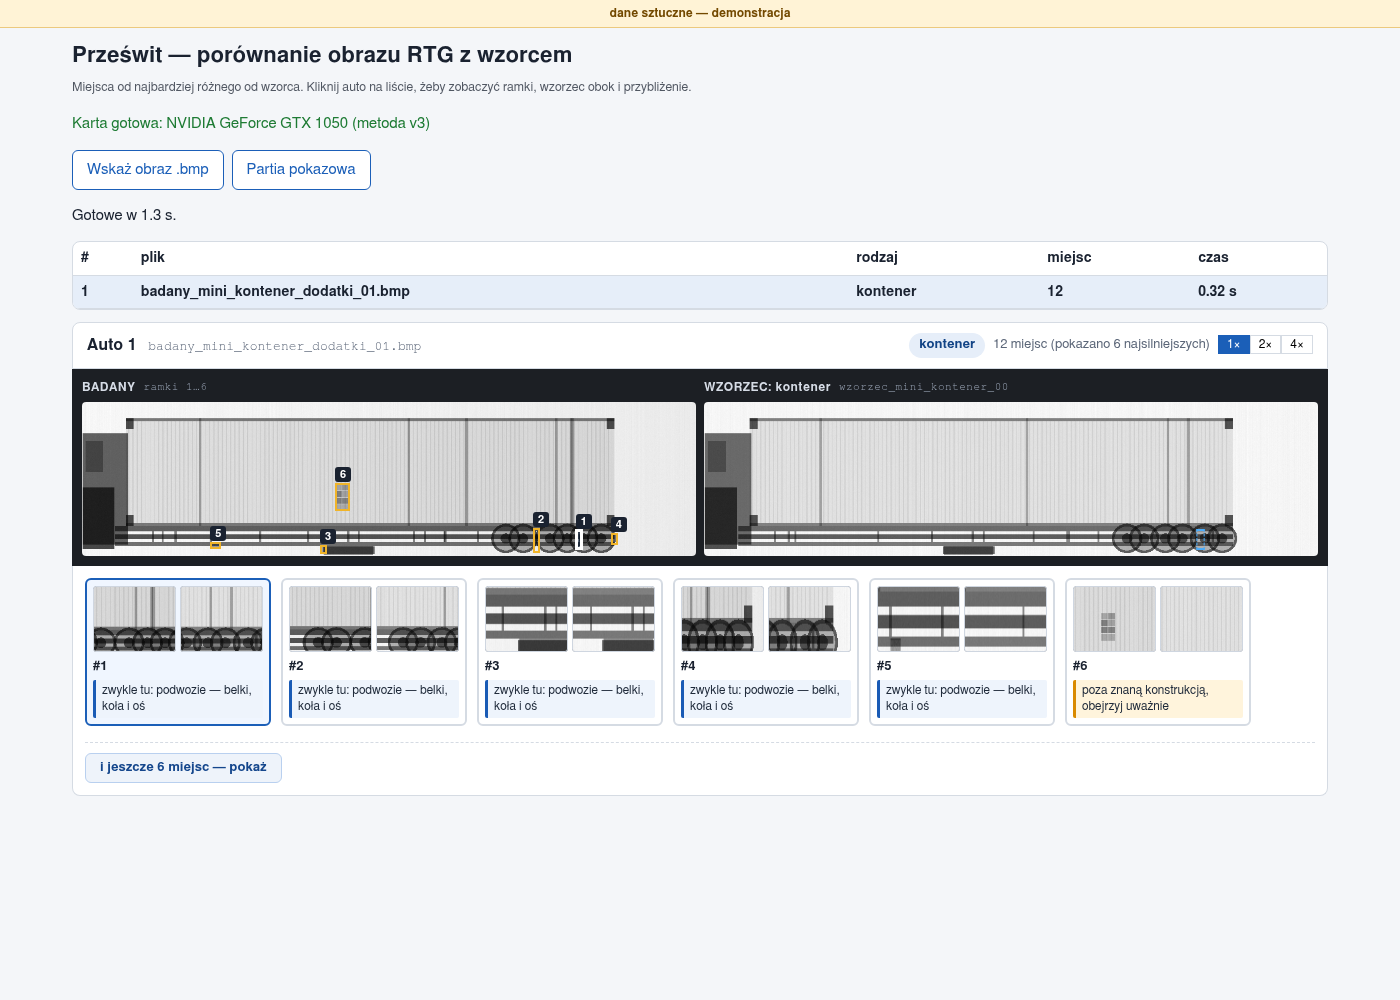 dane sztuczne — demonstracja
Prześwit — porównanie obrazu RTG z wzorcem
Miejsca od najbardziej różnego od wzorca. Kliknij auto na liście, żeby zobaczyć ramki, wzorzec obok i przybliżenie.
Karta gotowa: NVIDIA GeForce GTX 1050 (metoda v3)
Wskaż obraz .bmp Partia pokazowa
Gotowe w 1.3 s.
# plik rodzaj miejsc czas
1 badany_mini_kontener_dodatki_01.bmp kontener 12 0.32 s
Auto 1 badany_mini_kontener_dodatki_01.bmp kontener 12 miejsc (pokazano 6 najsilniejszych) 1× 2× 4×
BADANY ramki 1…6 WZORZEC: kontener wzorzec_mini_kontener_00
6
5 3 2 1 4
#1 #2 #3 #4 #5 #6
zwykle tu: podwozie — belki, koła i oś
zwykle tu: podwozie — belki, koła i oś
zwykle tu: podwozie — belki, koła i oś
zwykle tu: podwozie — belki, koła i oś
zwykle tu: podwozie — belki, koła i oś
poza znaną konstrukcją, obejrzyj uważnie
i jeszcze 6 miejsc — pokaż